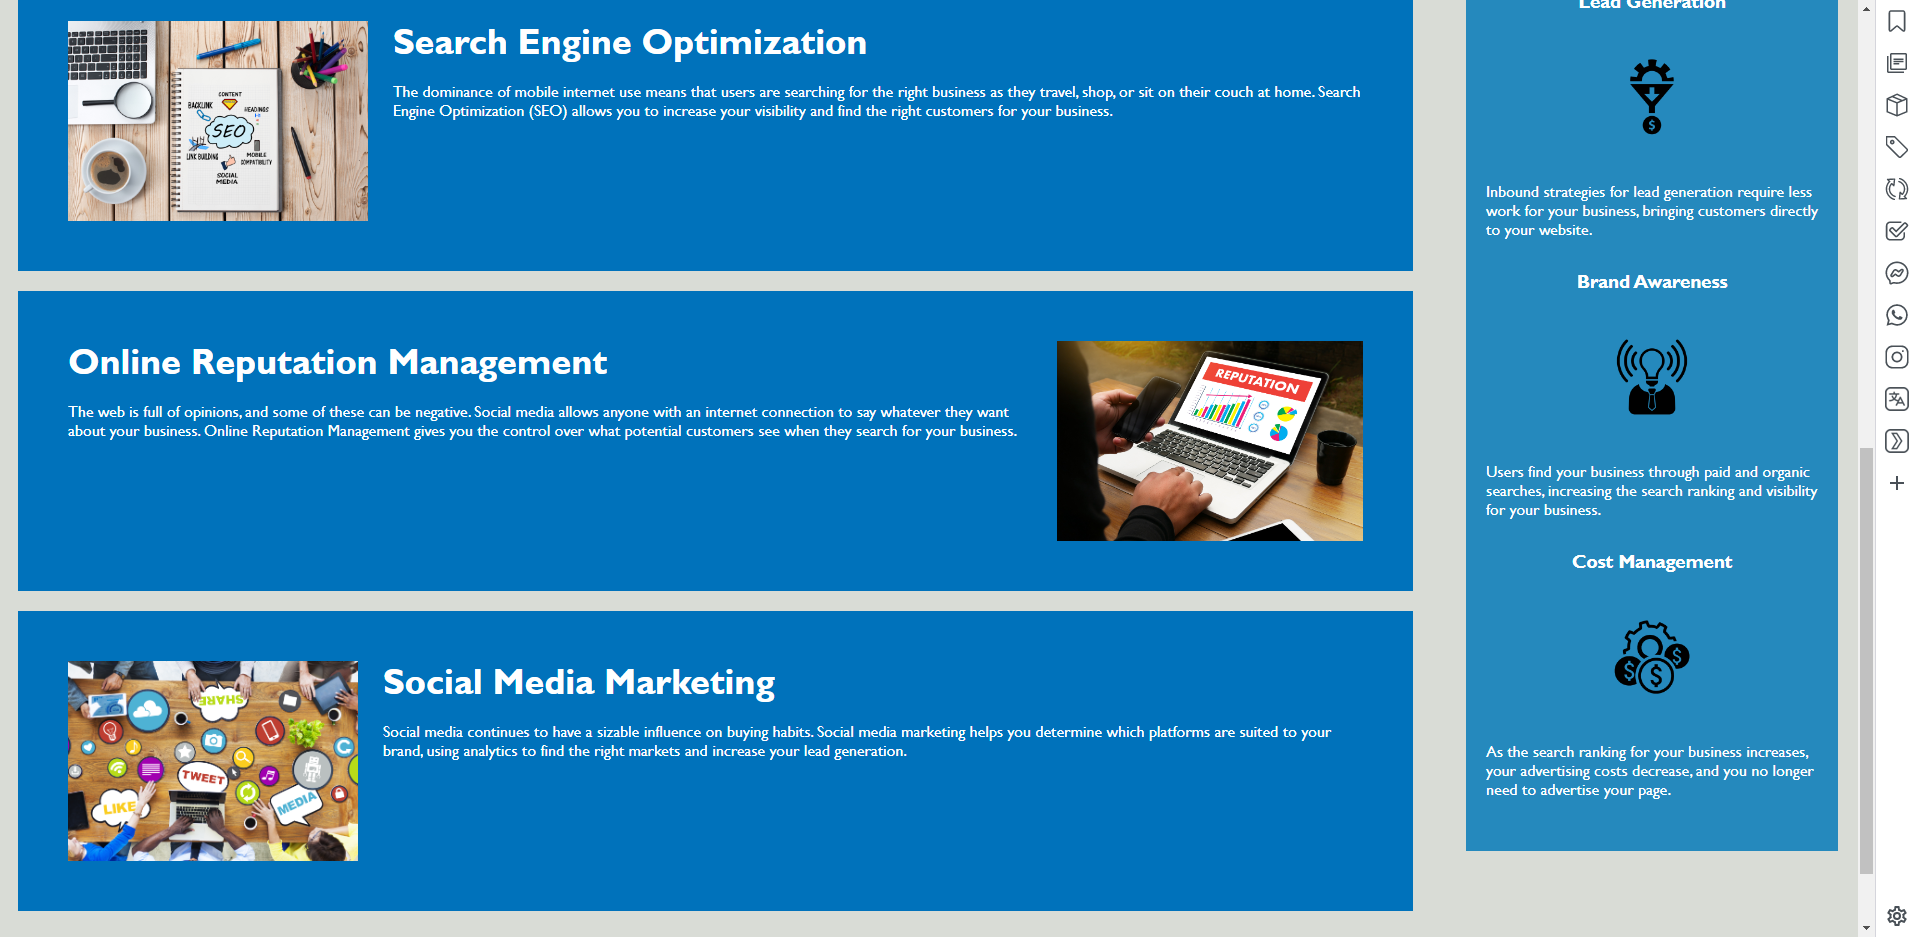 Search Engine Optimization
The dominance of mobile internet use means that users are searching for the right business as they travel, shop, or sit on their couch at home. Search
Engine Optimization (SEO) allows you to increase your visibility and find the right customers for your business.
CONTENT
BACKLINK
HEADINGS
SEO
LINK BUILDING
MOBILE
COMPATIBILITY
SOCIAL
MEDIA
Online Reputation Management
The web is full of opinions, and some of these can be negative. Social media allows anyone with an internet connection to say whatever they want
about your business. Online Reputation Management gives you the control over what potential customers see when they search for your business.
REPUTATION
Social Media Marketing
Social media continues to have a sizable influence on buying habits. Social media marketing helps you determine which platforms are suited to your
brand, using analytics to find the right markets and increase your lead generation.
SHARE
TWEET
LIKE
MEDIA
Lead Generation
$
Inbound strategies for lead generation require less
work for your business, bringing customers directly
to your website.
Brand Awareness
Users find your business through paid and organic
searches, increasing the search ranking and visibility
for your business.
Cost Management
$
$
$
As the search ranking for your business increases,
your advertising costs decrease, and you no longer
need to advertise your page.